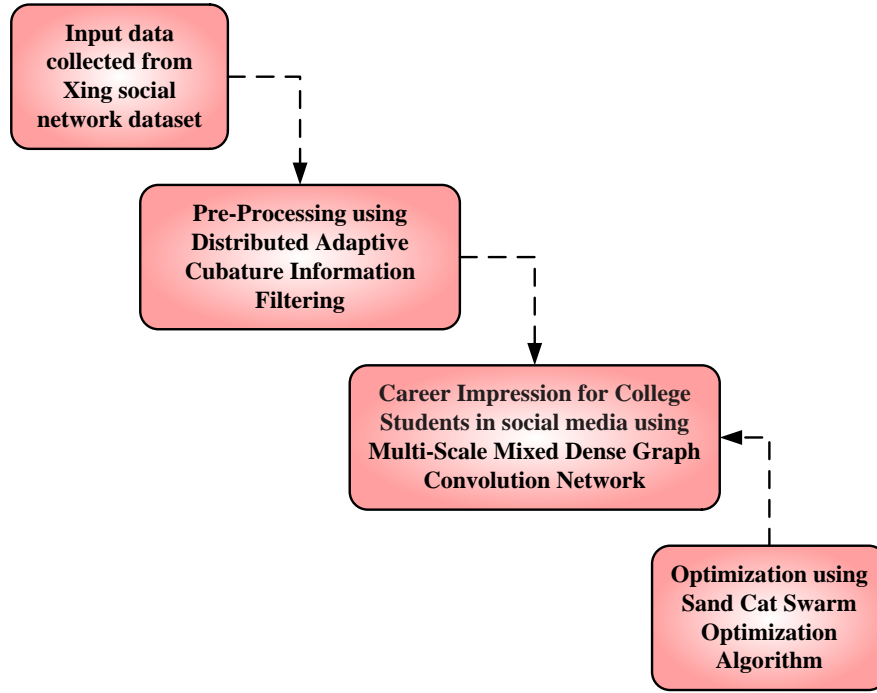 Input data
collected from
Xing social
network dataset
Pre-Processing using
Distributed Adaptive
Cubature Information
Filtering
Career Impression for College
Students in social media using
Multi-Scale Mixed Dense Graph
Convolution Network
Optimization using
Sand Cat Swarm
Optimization
Algorithm